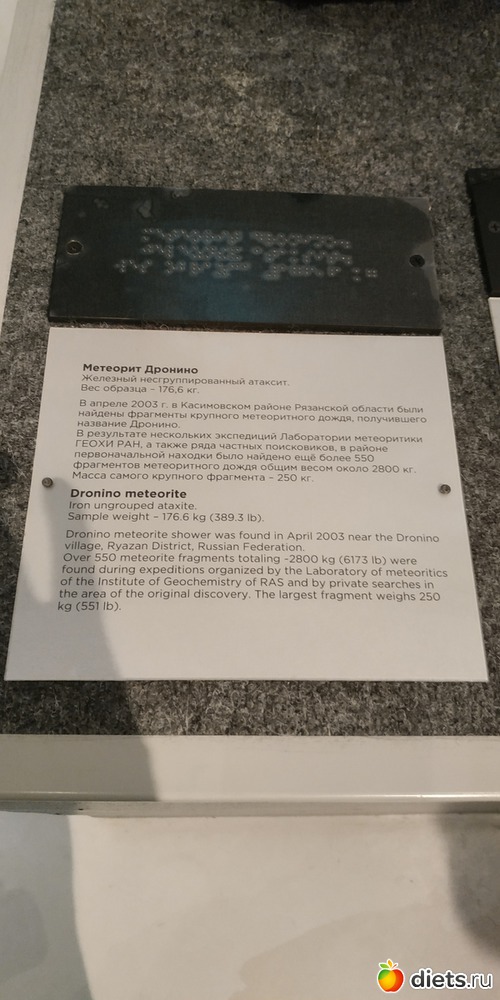 Метеорит Дронино
Железный несгруппированный атаксит.
Вес образца – 176,6 кг.
В апреле 2003 г. в Касимовском районе Рязанской области были
найдены фрагменты крупного метеоритного дождя, получившего
название Дронино.
В результате нескольких экспедиций Лаборатории метеоритики
ГЕОХИ РАН, а также ряда частных поисковиков, в районе
первоначальной находки было найдено ещё более 550
фрагментов метеоритного дождя общим весом около 2800 кг.
Масса самого крупного фрагмента – 250 кг.
Dronino meteorite
Iron ungrouped ataxite.
Sample weight – 176.6 kg (389.3 lb).
Dronino meteorite shower was found in April 2003 near the Dronino
village, Ryazan District, Russian Federation.
Over 550 meteorite fragments totaling ~2800 kg (6173 lb) were
found during expeditions organized by the Laboratory of meteoritics
of the Institute of Geochemistry of RAS and by private searches in
the area of the original discovery. The largest fragment weighs 250
kg (551 lb).
diets.ru